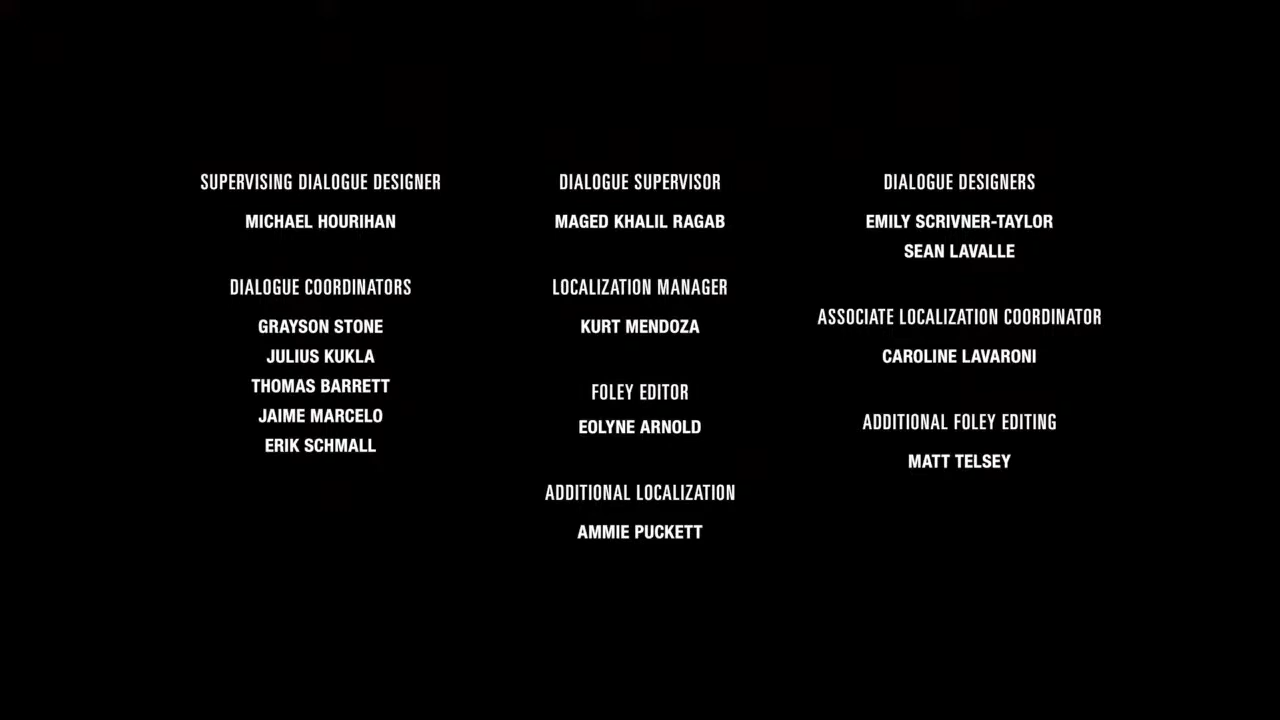 SUPERVISING DIALOGUE DESIGNER
MICHAEL HOURIHAN
DIALOGUE COORDINATORS
GRAYSON STONE
JULIUS KUKLA
THOMAS BARRETT
JAIME MARCELO
ERIK SCHMALL
DIALOGUE SUPERVISOR
MAGED KHALIL RAGAB
LOCALIZATION MANAGER
KURT MENDOZA
FOLEY EDITOR
EOLYNE ARNOLD
ADDITIONAL LOCALIZATION
AMMIE PUCKETT
DIALOGUE DESIGNERS
EMILY SCRIVNER-TAYLOR
SEAN LAVALLE
ASSOCIATE LOCALIZATION COORDINATOR
CAROLINE LAVARONI
ADDITIONAL FOLEY EDITING
MATT TELSEY